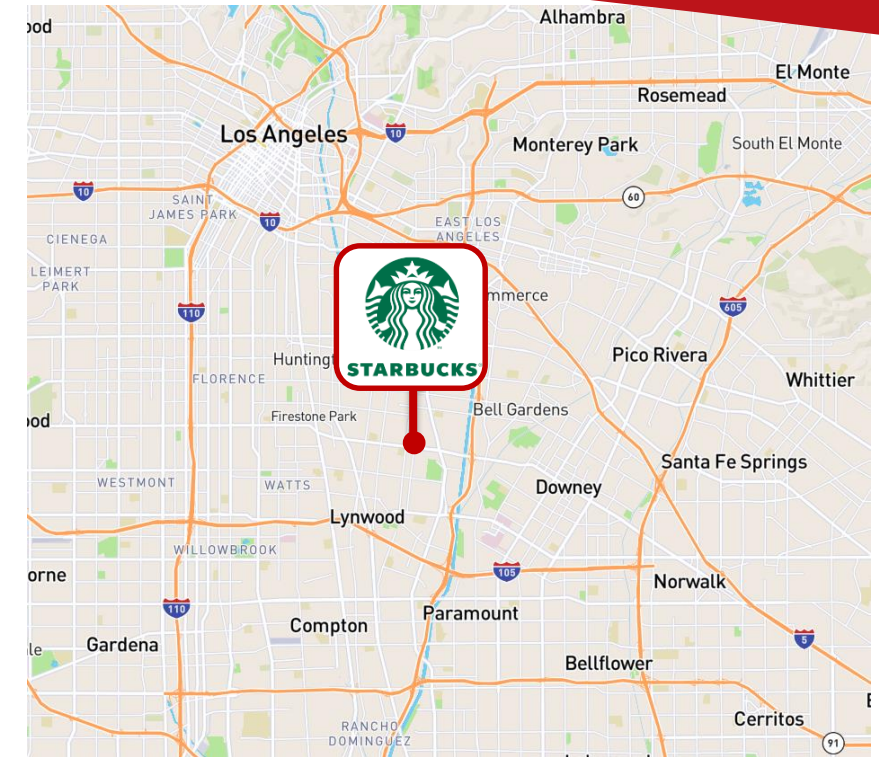 ood
Alhambra
El Monte
Rosemead
Los Angeles
10
Monterey Park
South El Monte
10
SAINT
JAMES PARK
60
10
EAST LOS
ANGELES
CIENEGA
LEIMERT
PARK
mmerce
605
110
STARBUCKS
Huntingt
Pico Rivera
FLORENCE
Whittier
Bell Gardens
Firestone Park
ood
Santa Fe Springs
WESTMONT
WATTS
Downey
Lynwood
WILLOWBROOK
orne
105
Norwalk
110
Paramount
Compton
5
Gardena
le
Bellflower
Cerritos
RANCHO
DOMINGUEZ
91